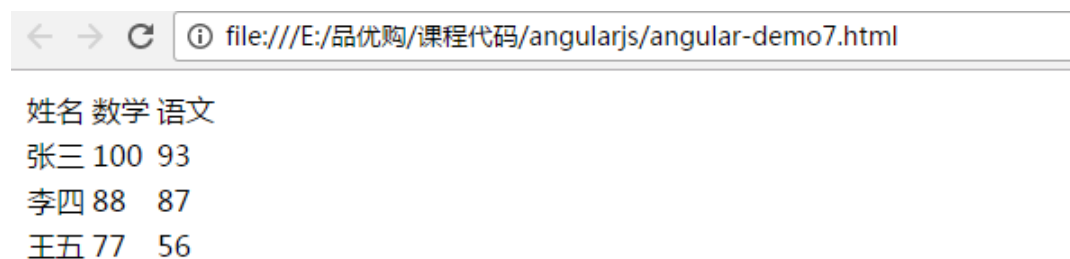 file:///E:/品优购/课程代码/angularjs/angular-demo7.html
姓名 数学 语文
张三 100 93
李四 88 87
王五 77 56